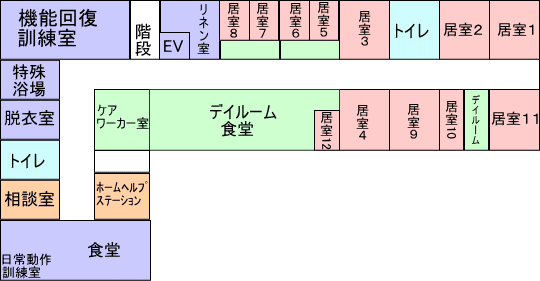 機能回復
訓練室
階段
EV
リネン室
居室8
居室7
居室6
居室5
居室3
トイレ
居室2
居室1
特殊
浴場
脱衣室
トイレ
相談室
ケア
ワーカー室
デイルーム
食堂
居室12
居室4
居室9
居室10
デイルーム
居室11
ホームヘルプ
ステーション
食堂
日常動作
訓練室